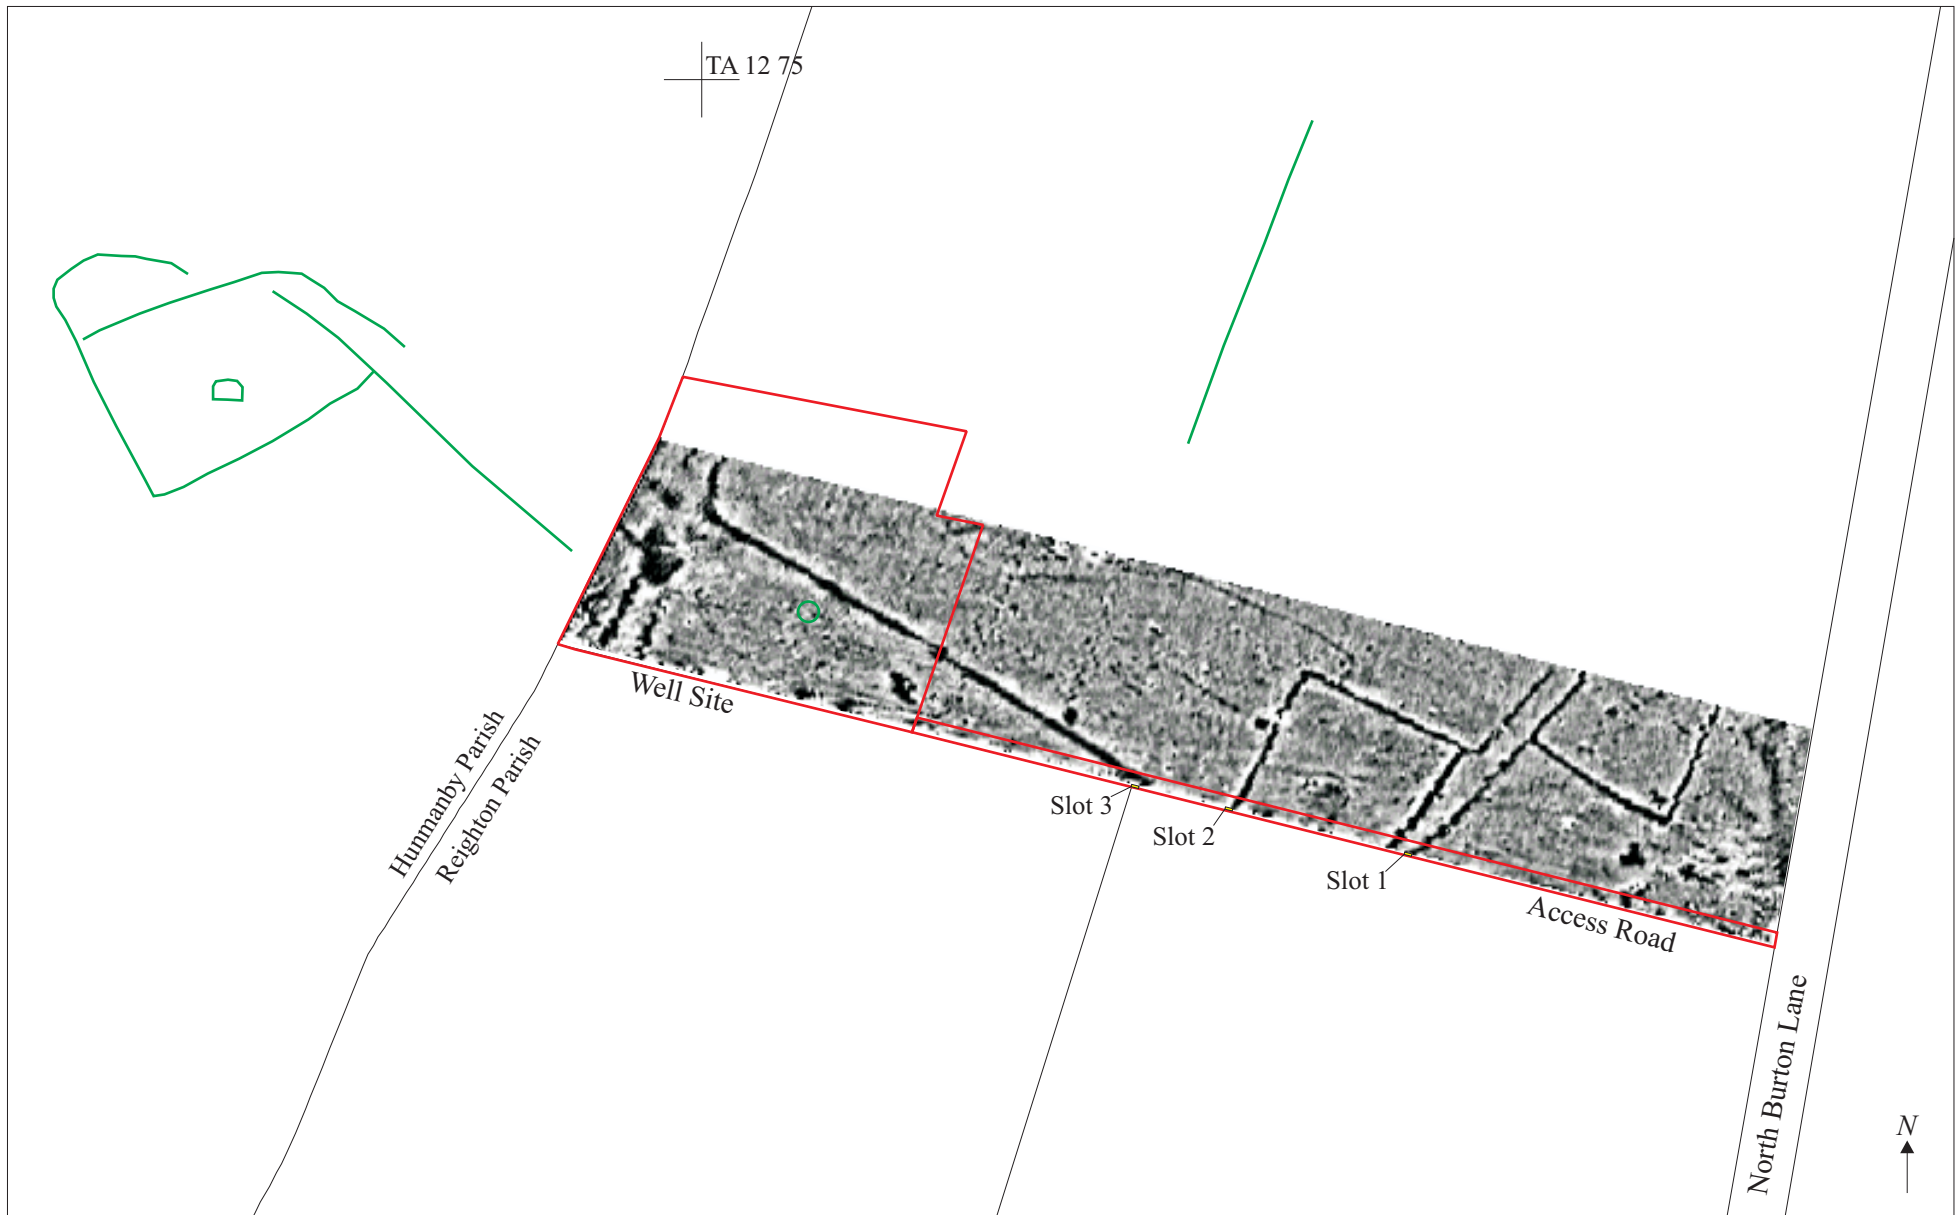 TA 12 75
Well Site
Hunmanby Parish
Reighton Parish
Slot 3
Slot 2
Slot 1
Access Road
North Burton Lane
N